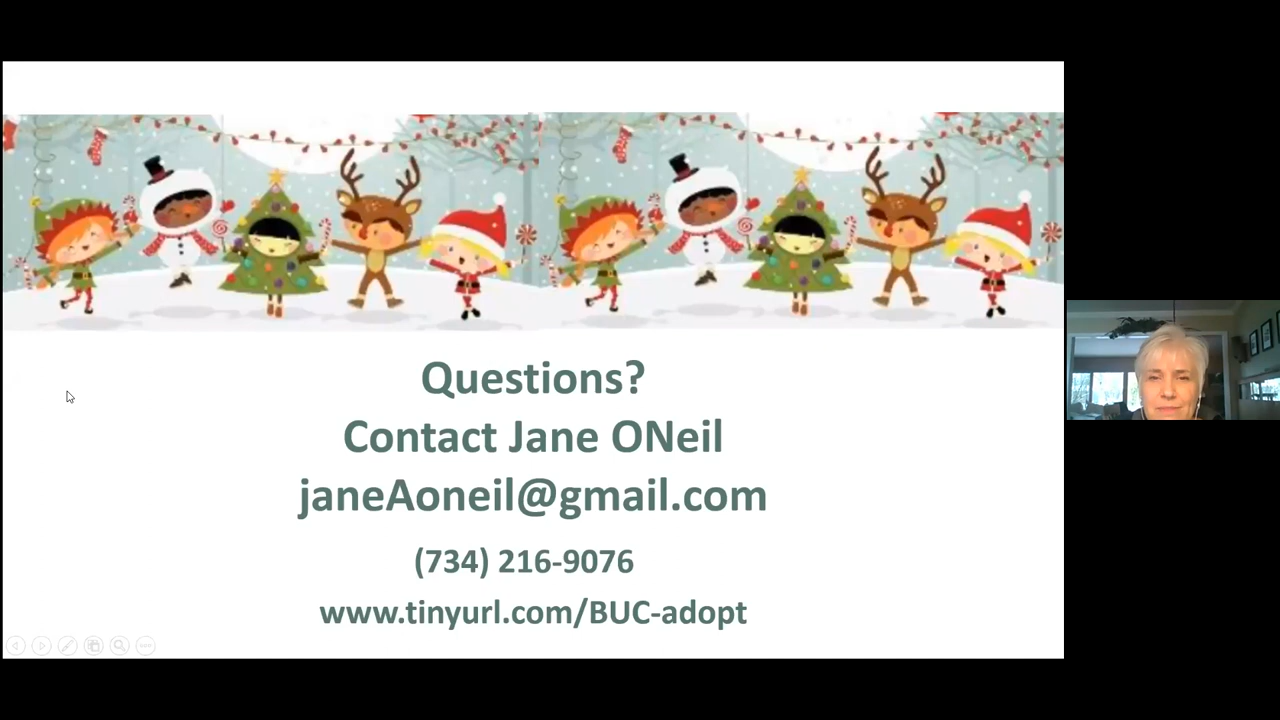 Questions?
Contact Jane ONeil
janeAoneil@gmail.com
(734) 216-9076
www.tinyurl.com/BUC-adopt